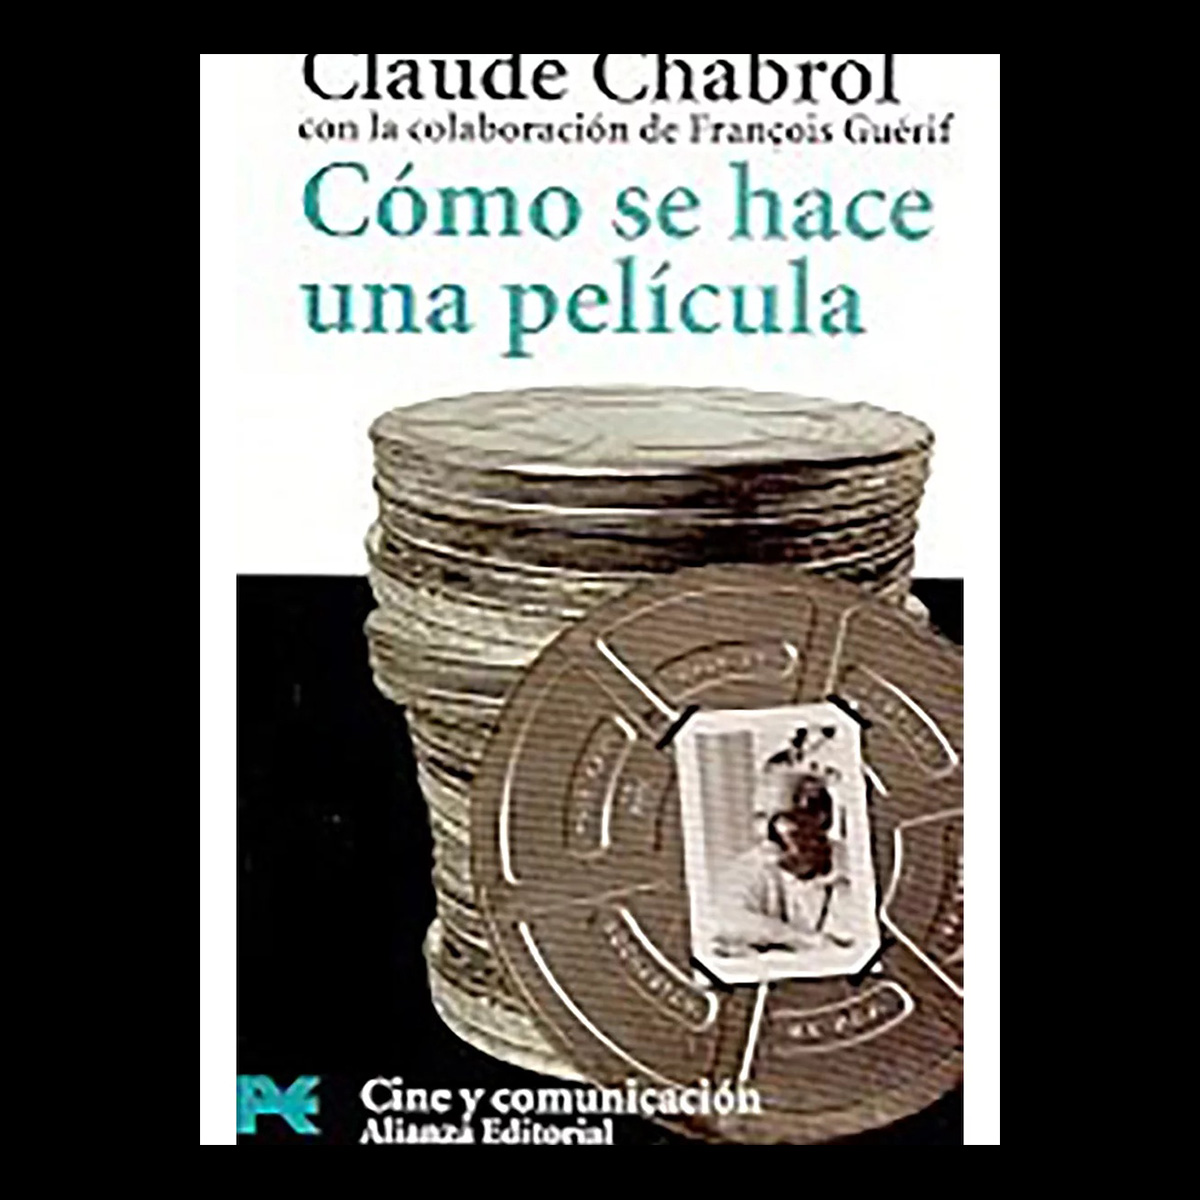 Claude Chabrol
con la colaboración de François Guérif
Cómo se hace
una película
Cine y comunicación
Alianza Editorial